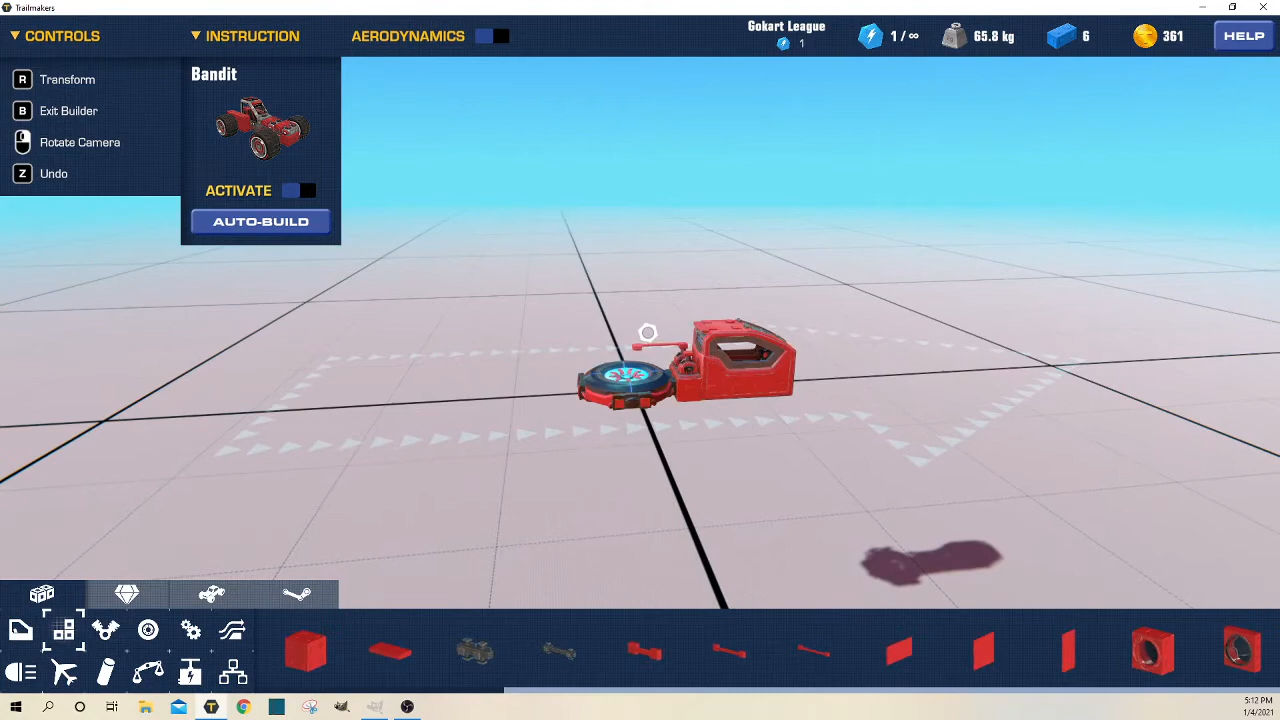 Trailmakers
CONTROLS
INSTRUCTION
AERODYNAMICS
Gokart League
1
1 / ∞
65.8 kg
6
361
HELP
R Transform
B Exit Builder
Rotate Camera
Z Undo
Bandit
ACTIVATE
AUTO-BUILD
5:12 PM
1/4/2021